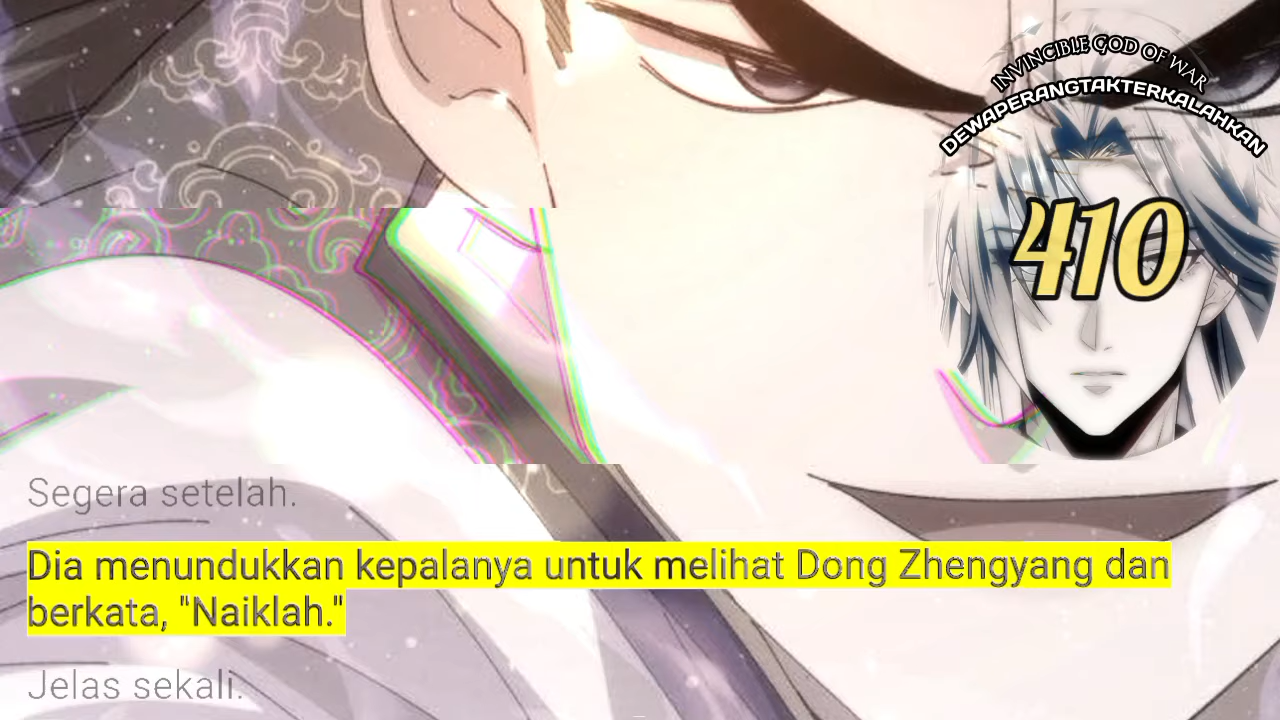 INVINCIBLE GOD OF WAR
DEWAPERANGTAKTERKALAHKAN
410
Segera setelah.
Dia menundukkan kepalanya untuk melihat Dong Zhengyang dan
berkata, "Naiklah."
Jelas sekali.